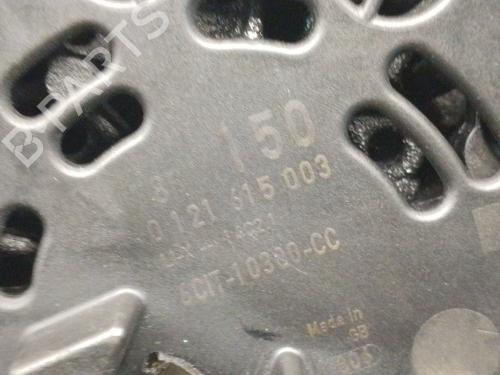 150
0 121 615 003
6C1T-10300-CC
Made in
GB
B PARTS